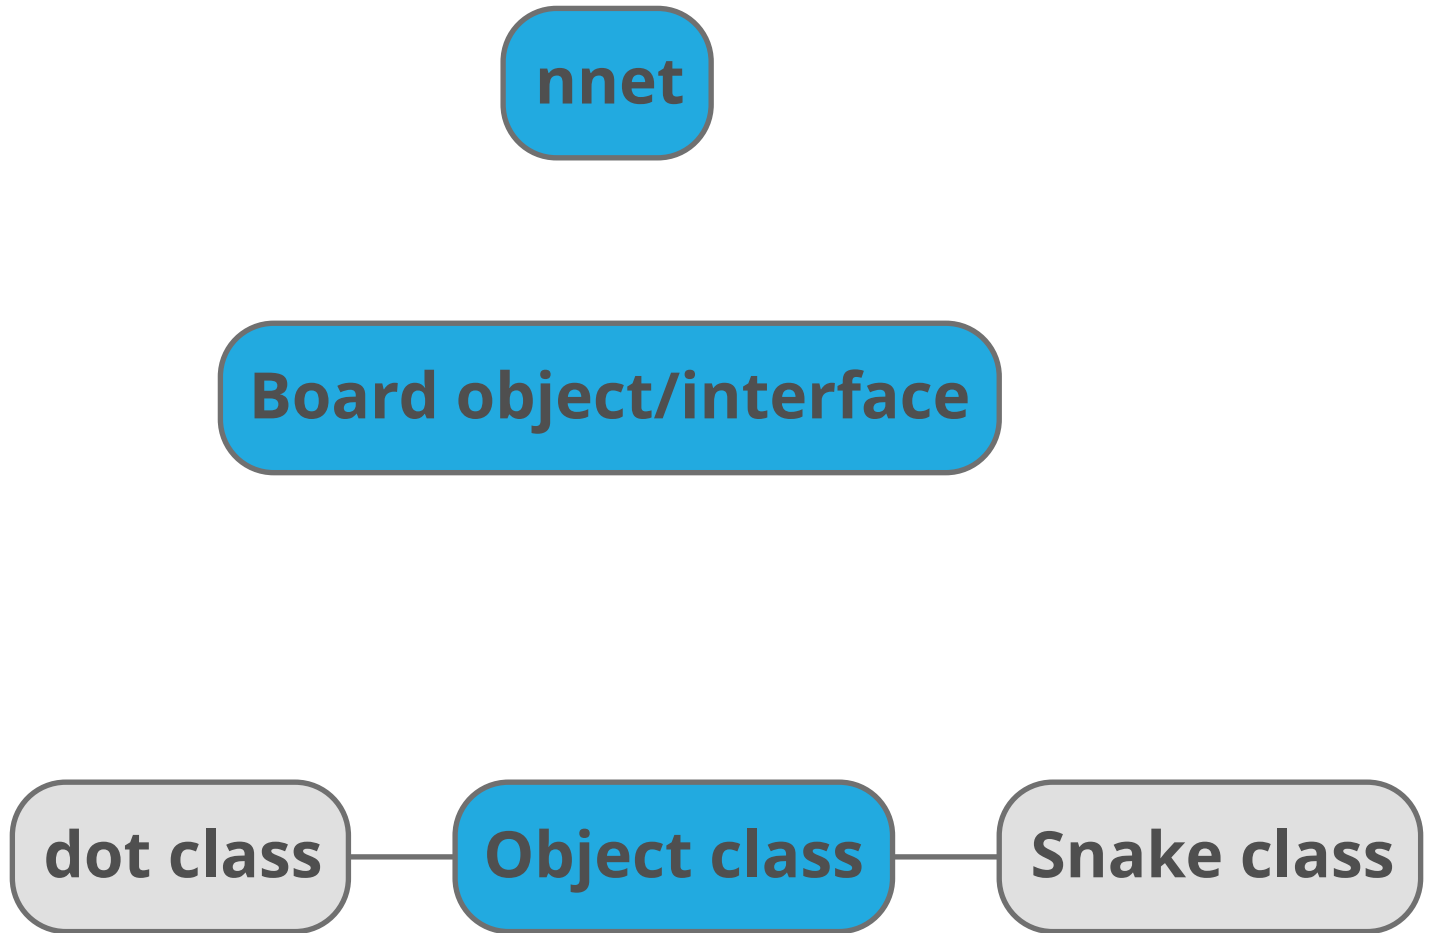 nnet
Board object/interface
dot class
Object class
Snake class